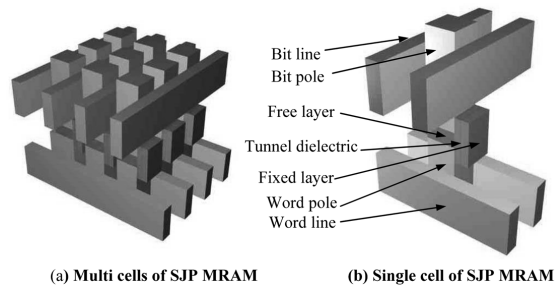 Bit line
Bit pole
Free layer
Tunnel dielectric
Fixed layer
Word pole
Word line
(a) Multi cells of SJP MRAM
(b) Single cell of SJP MRAM